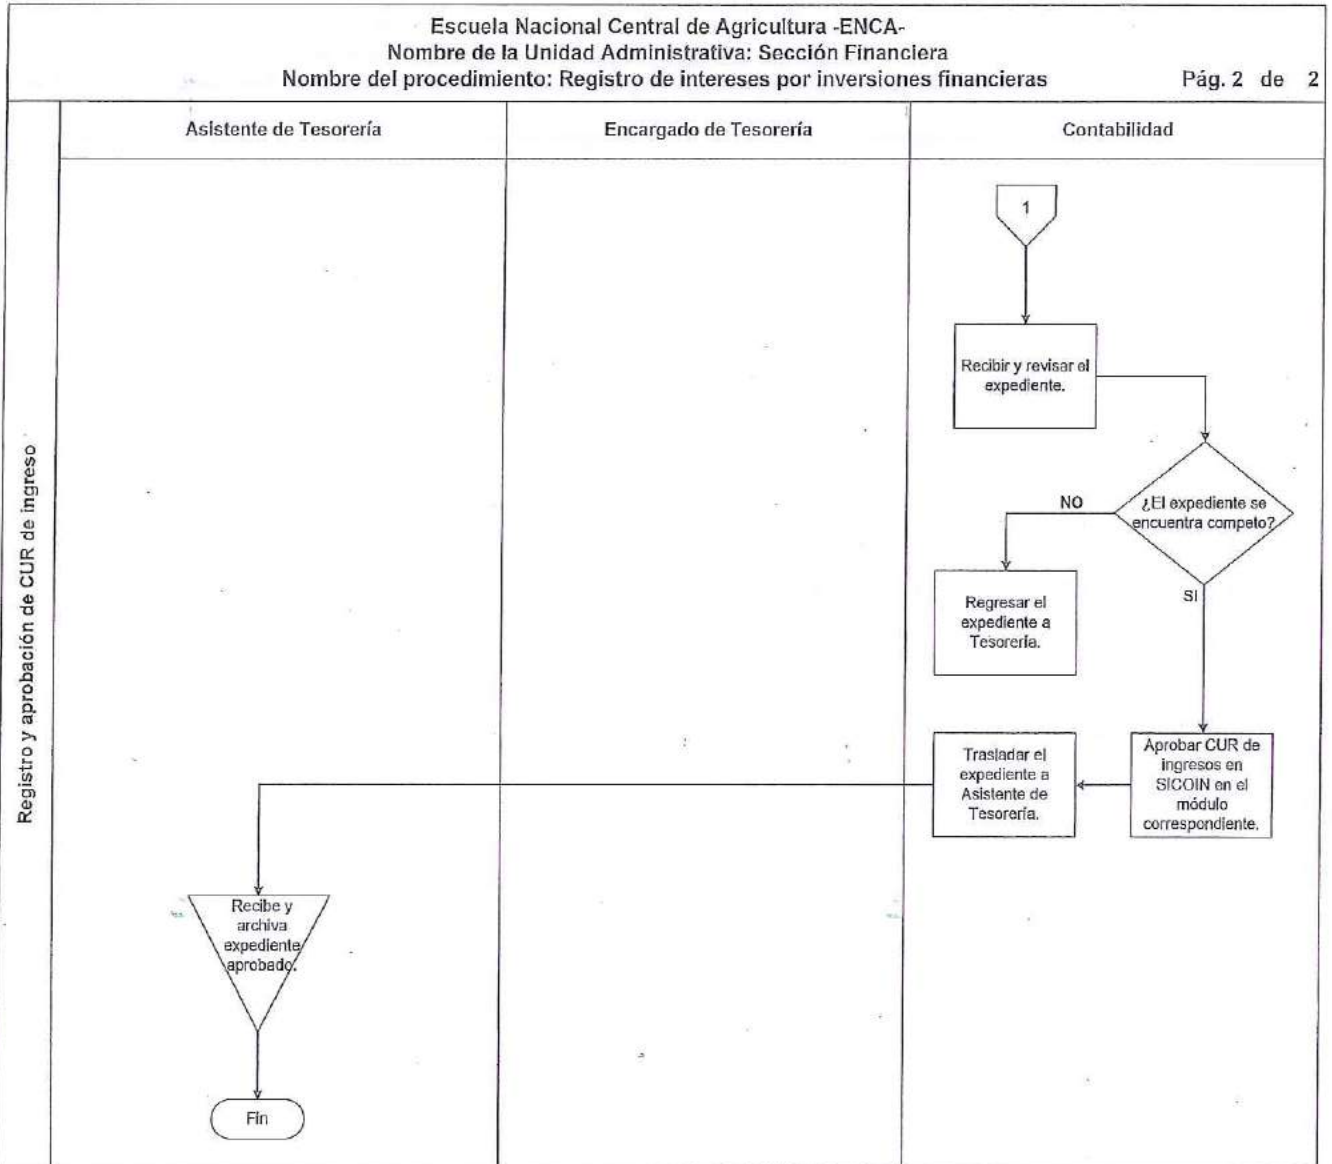 Escuela Nacional Central de Agricultura -ENCA-
Nombre de la Unidad Administrativa: Sección Financiera
Nombre del procedimiento: Registro de intereses por inversiones financieras Pág. 2 de 2
Asistente de Tesorería
Encargado de Tesorería
Contabilidad
Registro y aprobación de CUR de ingreso
1
Recibir y revisar el
expediente.
¿El expediente se
encuentra competo?
NO
SI
Regresar el
expediente a
Tesorería.
Aprobar CUR de
ingresos en
SICOIN en el
módulo
correspondiente.
Trasladar el
expediente a
Asistente de
Tesorería.
Recibe y
archiva
expediente
aprobado.
Fin